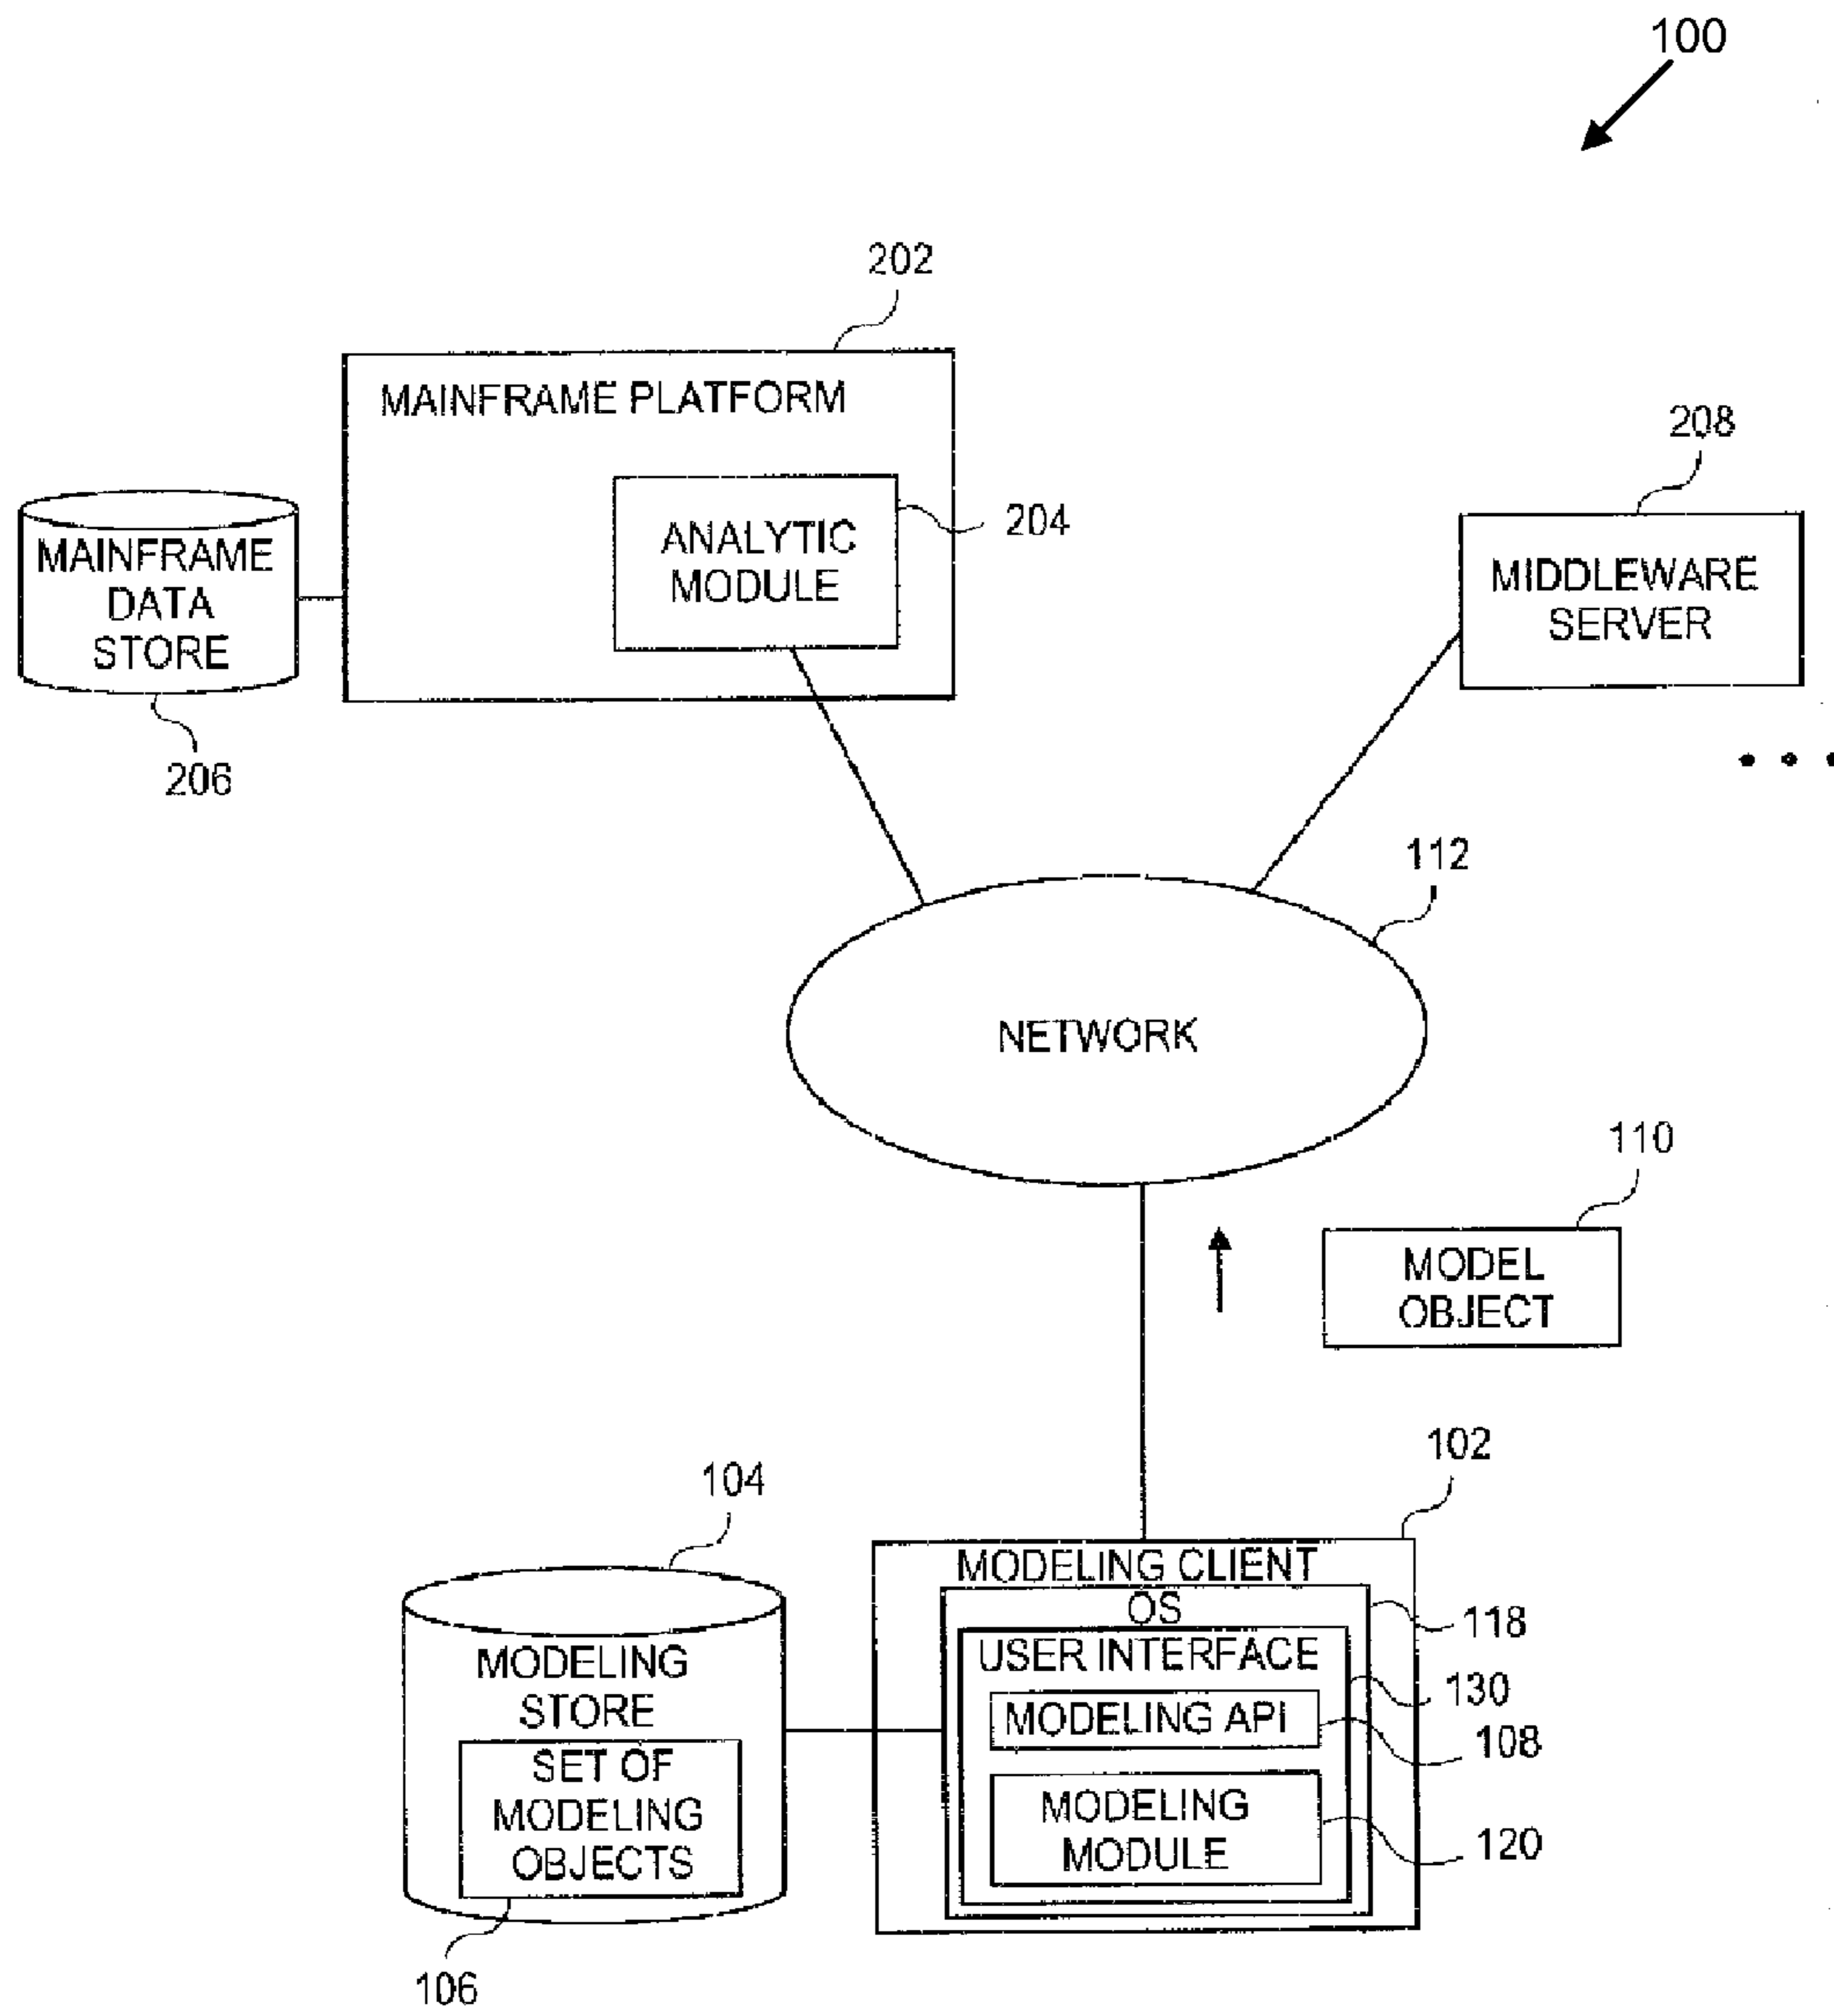 100
202
MAINFRAME PLATFORM
208
204
ANALYTIC
MODULE
MAINFRAME
DATA
STORE
MIDDLEWARE
SERVER
206
112
NETWORK
110
MODEL
OBJECT
102
104
MODELING CLIENT
OS
118
USER INTERFACE
MODELING
STORE
130
MODELING API
108
SET OF
MODELING
OBJECTS
MODELING
MODULE
120
106